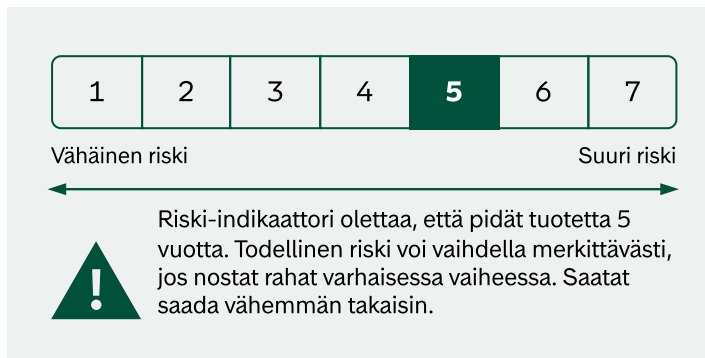 1 2 3 4 5 6 7
Vähäinen riski Suuri riski
Riski-indikaattori olettaa, että pidät tuotetta 5
vuotta. Todellinen riski voi vaihdella merkittävästi,
jos nostat rahat varhaisessa vaiheessa. Saatat
saada vähemmän takaisin.